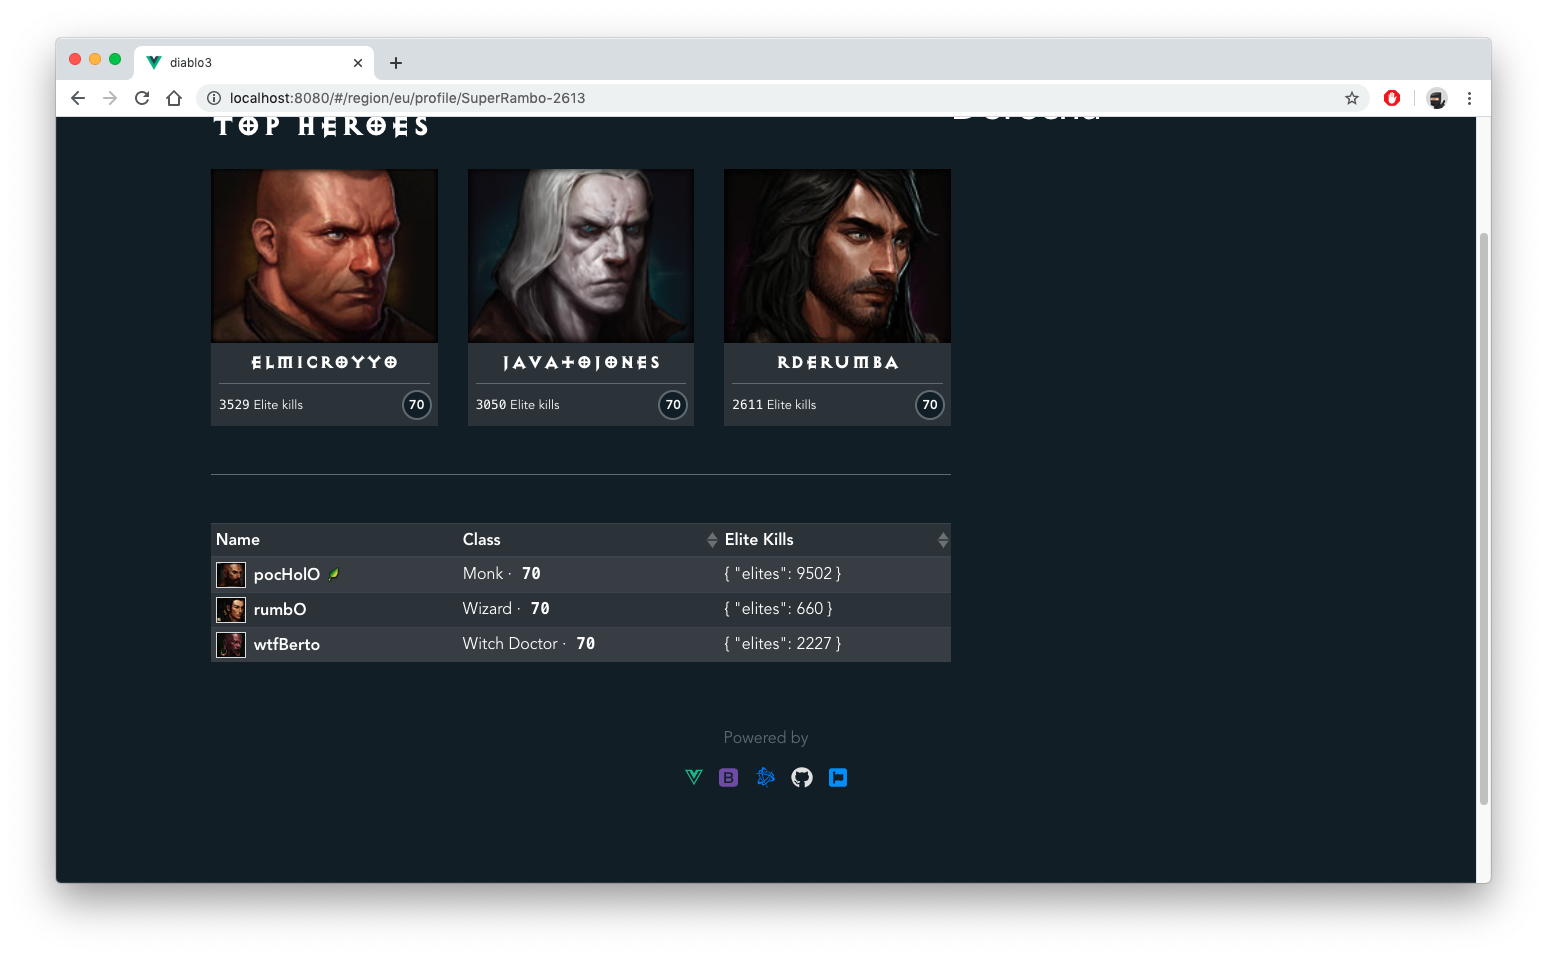 diablo3
localhost:8080/#/region/eu/profile/SuperRambo-2613
TOP HEROES
ELMICROYYO
JAVATOJONES
RDERUMBA
3529 Elite kills
70
3050 Elite kills
70
2611 Elite kills
70
Name Class Elite Kills
pocHolO Monk · 70 { "elites": 9502 }
rumbO Wizard · 70 { "elites": 660 }
wtfBerto Witch Doctor · 70 { "elites": 2227 }
Powered by
B